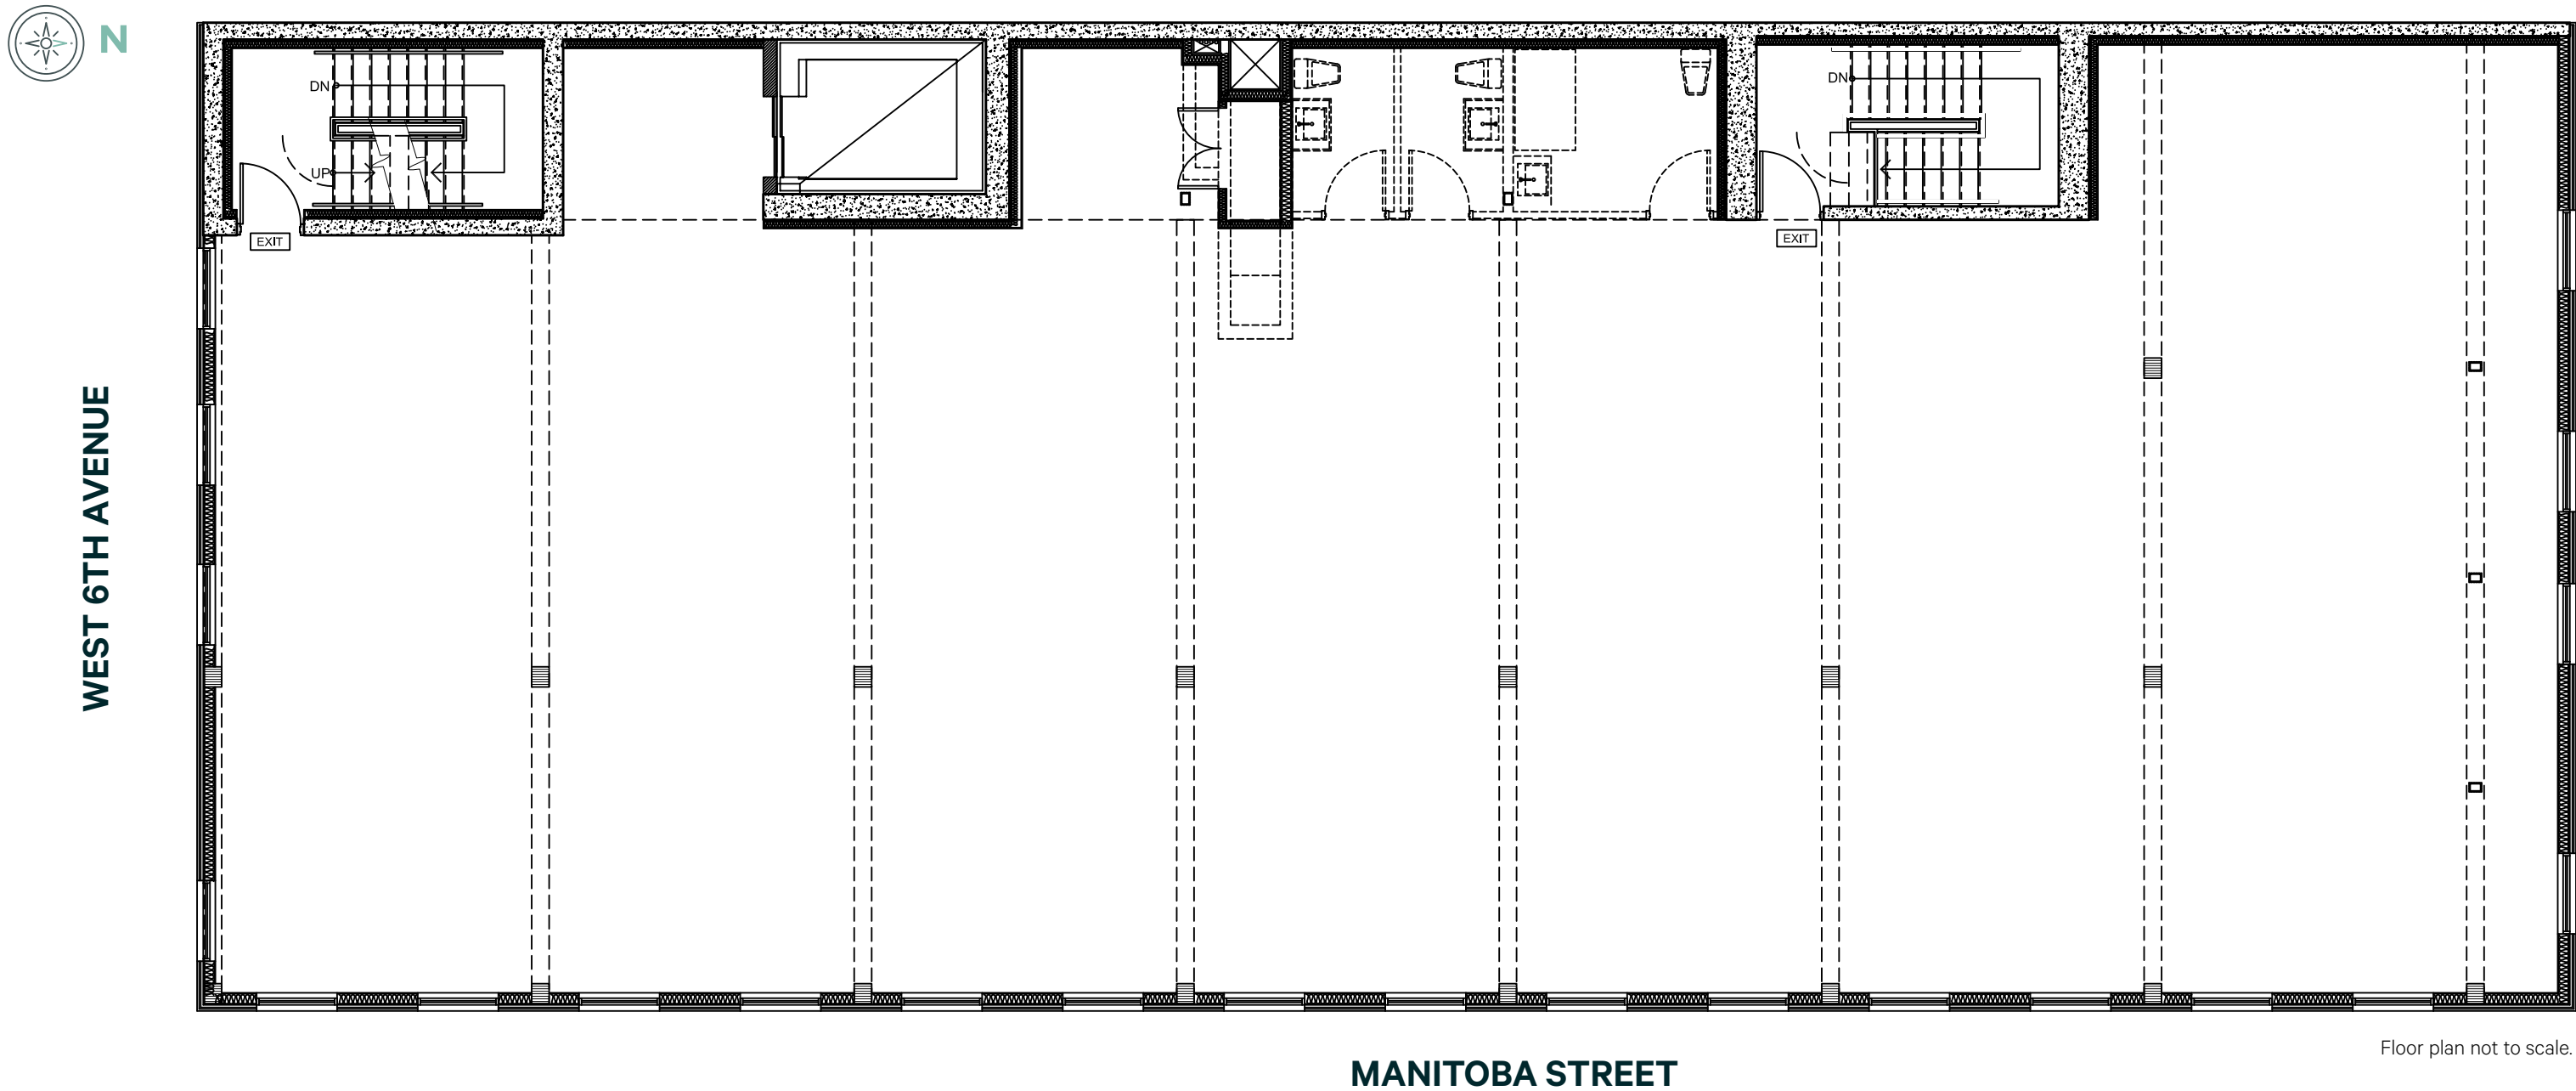 N
DN
DN
UP
EXIT
EXIT
WEST 6TH AVENUE
Floor plan not to scale.
MANITOBA STREET